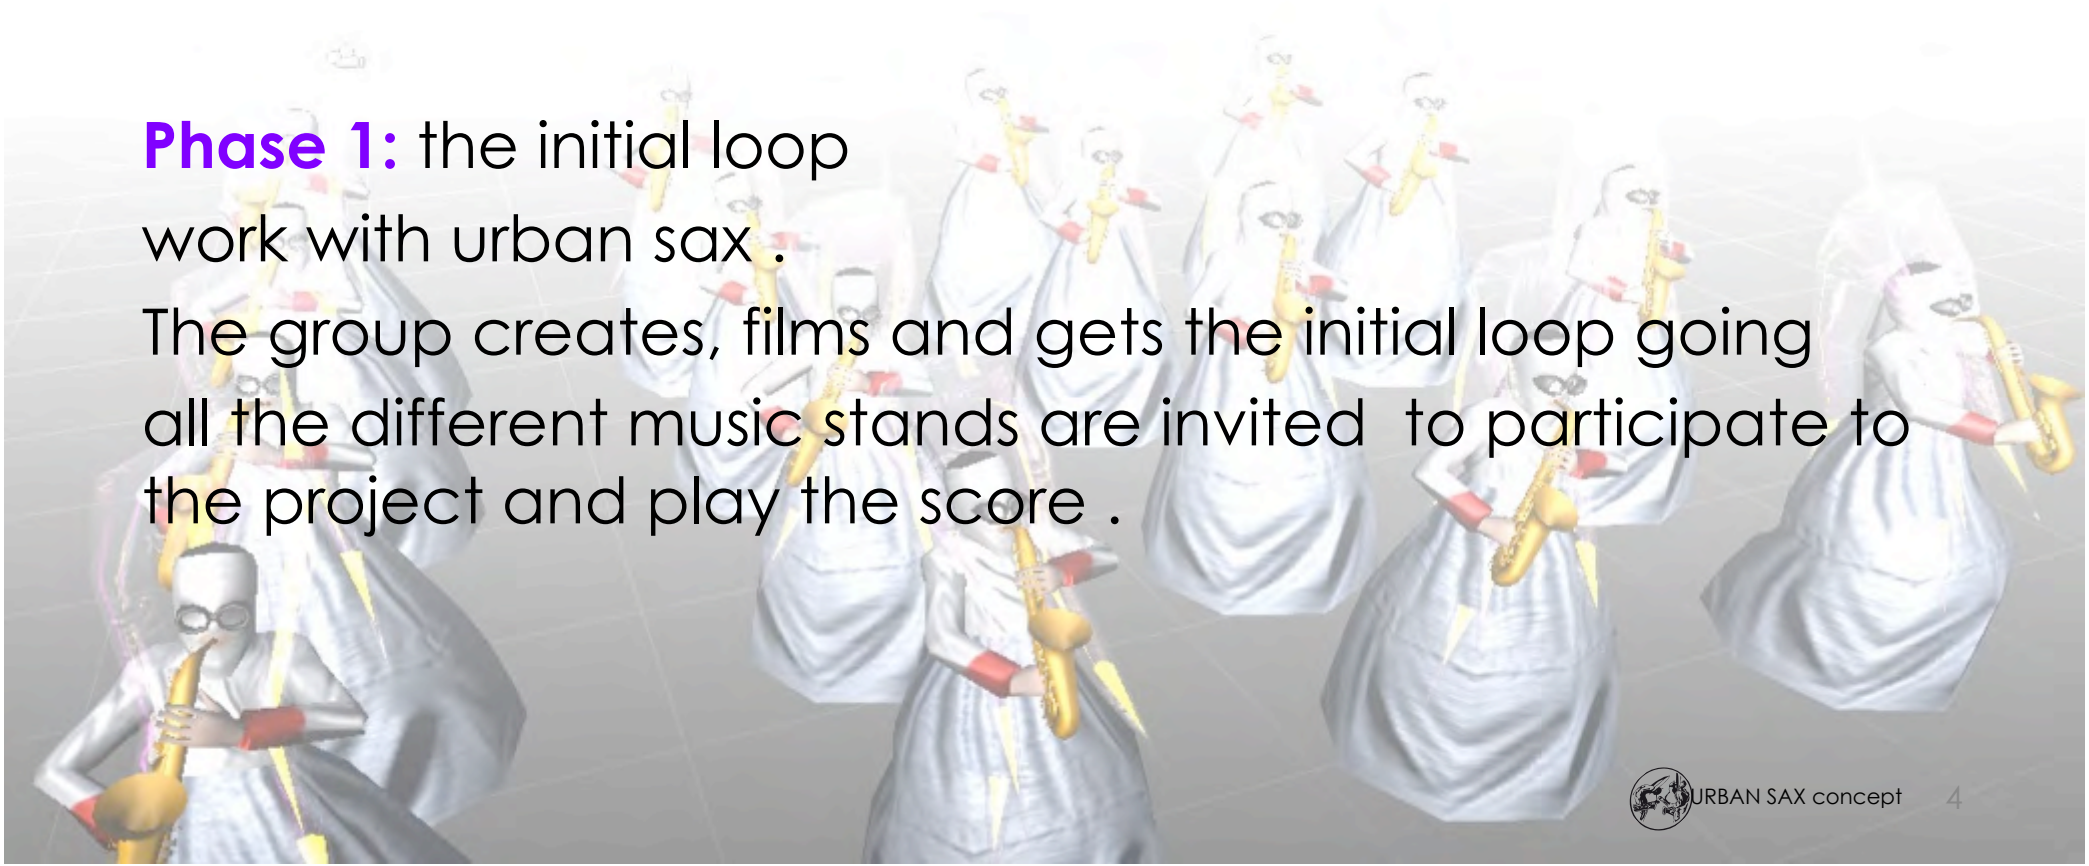 Phase 1: the initial loop
work with urban sax .
The group creates, films and gets the initial loop going
all the different music stands are invited  to participate to
the project and play the score .
URBAN SAX concept 4